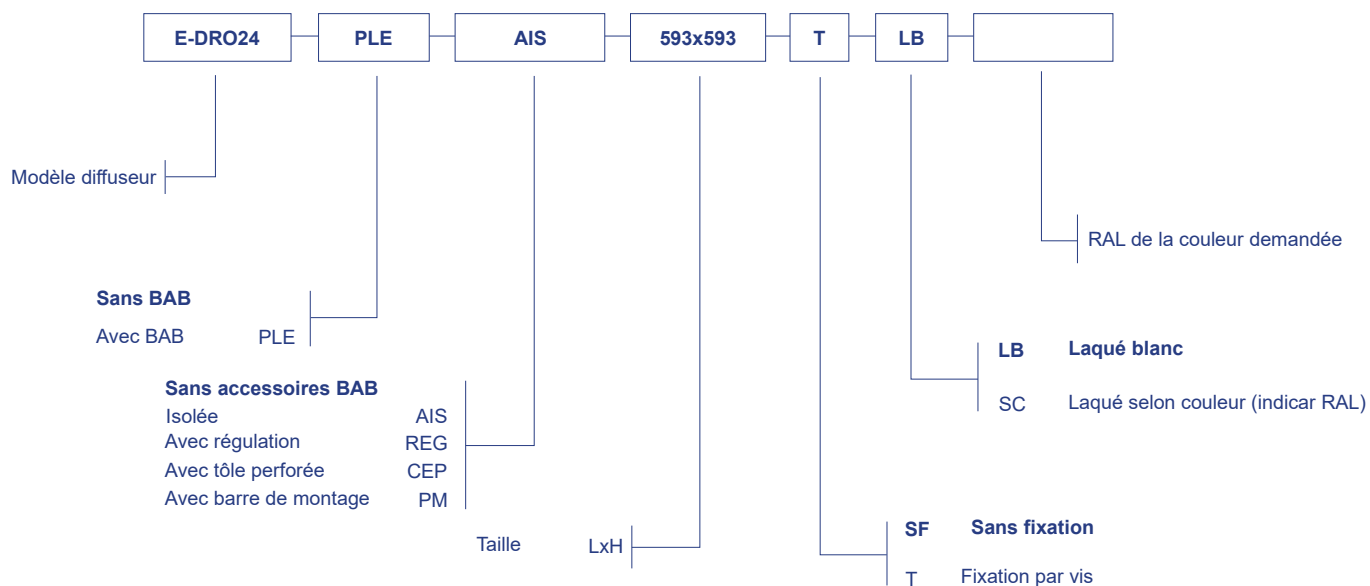 E-DRO24 PLE AIS 593x593 T LB
Modèle diffuseur
RAL de la couleur demandée
Sans BAB
Avec BAB PLE
LB Laqué blanc
SC Laqué selon couleur (indicar RAL)
Sans accessoires BAB
Isolée AIS
Avec régulation REG
Avec tôle perforée CEP
Avec barre de montage PM
Taille LxH
SF Sans fixation
T Fixation par vis